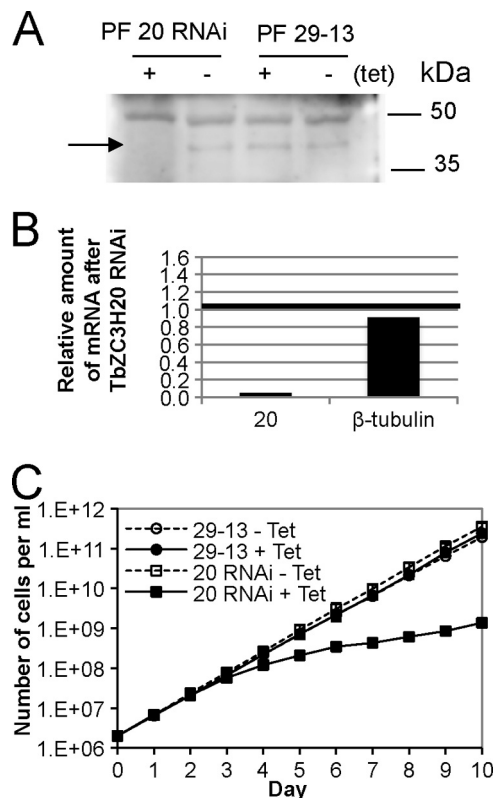 A
PF 20 RNAi PF 29-13
+ - + - (tet) kDa
50
35
B
Relative amount
of mRNA after
TbZC3H20 RNAi
1.6
1.4
1.2
1.0
0.8
0.6
0.4
0.2
0.0
20 β-tubulin
C
Number of cells per ml
1.E+12
1.E+11
1.E+10
1.E+09
1.E+08
1.E+07
1.E+06
29-13 - Tet
29-13 + Tet
20 RNAi - Tet
20 RNAi + Tet
0 1 2 3 4 5 6 7 8 9 10
Day